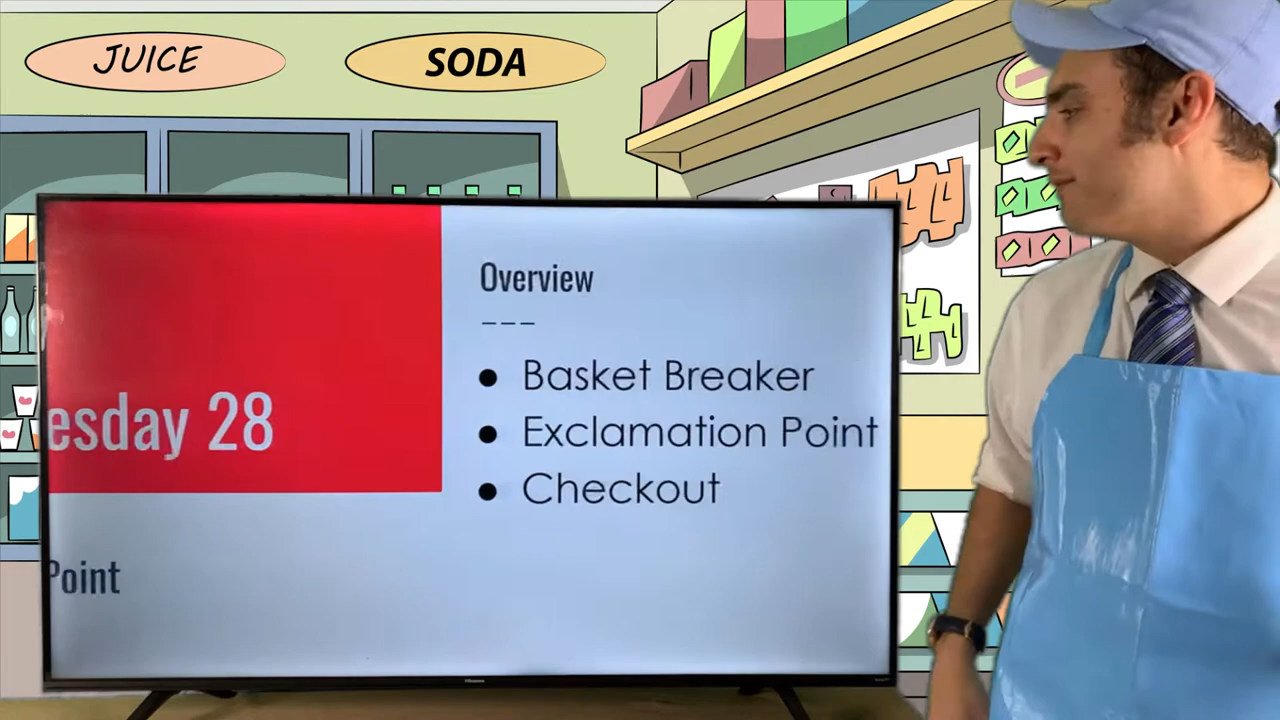 JUICE
SODA
esday 28
Point
Overview
---
● Basket Breaker
● Exclamation Point
● Checkout